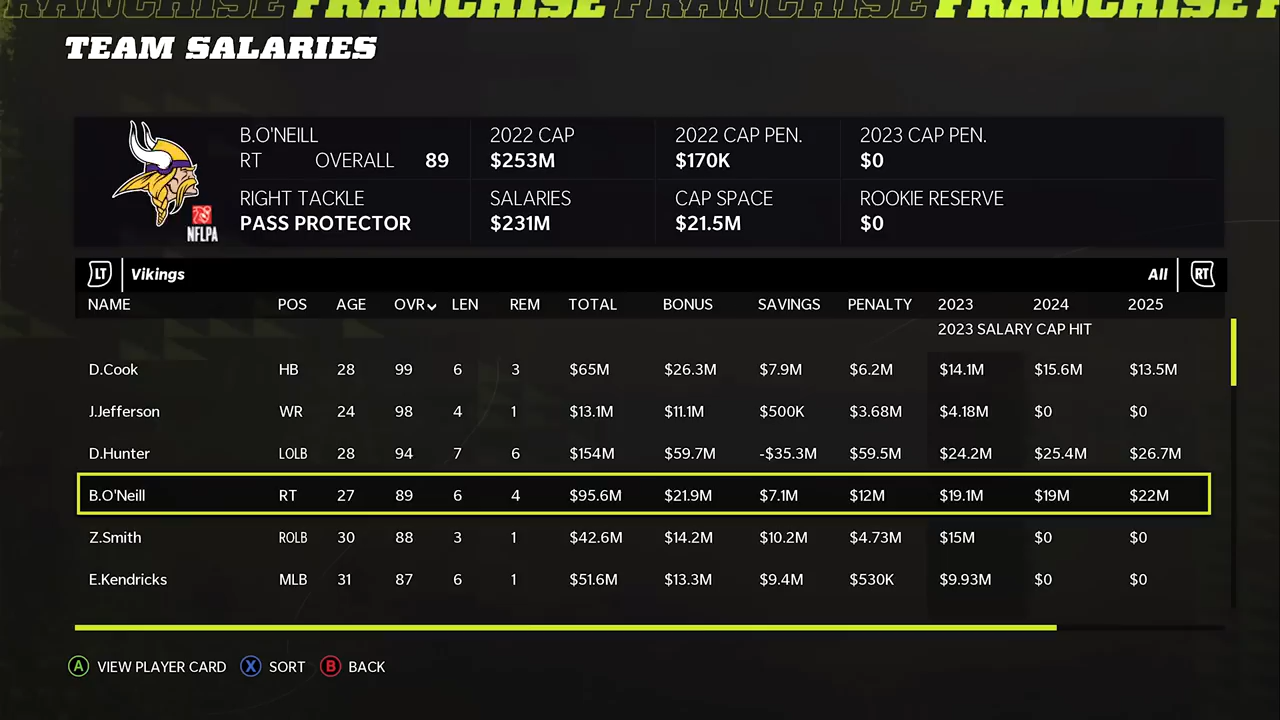 FRANCHISE FRANCHISE FRANCHISE FRANCHISE F
TEAM SALARIES
B.O'NEILL 2022 CAP 2022 CAP PEN. 2023 CAP PEN.
RT OVERALL 89 $253M $170K $0
RIGHT TACKLE SALARIES CAP SPACE ROOKIE RESERVE
PASS PROTECTOR $231M $21.5M $0
NFLPA
LT Vikings All RT
NAME POS AGE OVR LEN REM TOTAL BONUS SAVINGS PENALTY 2023 2024 2025
2023 SALARY CAP HIT
D.Cook HB 28 99 6 3 $65M $26.3M $7.9M $6.2M $14.1M $15.6M $13.5M
J.Jefferson WR 24 98 4 1 $13.1M $11.1M $500K $3.68M $4.18M $0 $0
D.Hunter LOLB 28 94 7 6 $154M $59.7M -$35.3M $59.5M $24.2M $25.4M $26.7M
B.O'Neill RT 27 89 6 4 $95.6M $21.9M $7.1M $12M $19.1M $19M $22M
Z.Smith ROLB 30 88 3 1 $42.6M $14.2M $10.2M $4.73M $15M $0 $0
E.Kendricks MLB 31 87 6 1 $51.6M $13.3M $9.4M $530K $9.93M $0 $0
A VIEW PLAYER CARD X SORT B BACK